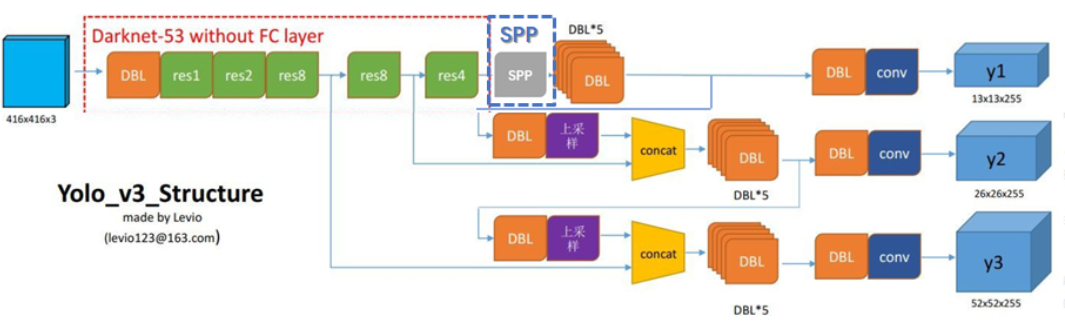 Darknet-53 without FC layer
SPP
DBL*5
DBL
res1
res2
res8
res8
res4
SPP
DBL
DBL
conv
y1
416x416x3
13x13x255
DBL
上采
样
concat
DBL
DBL
conv
y2
DBL*5
26x26x255
Yolo_v3_Structure
made by Levio
(levio123@163.com)
DBL
上采
样
concat
DBL
DBL
conv
y3
DBL*5
52x52x255